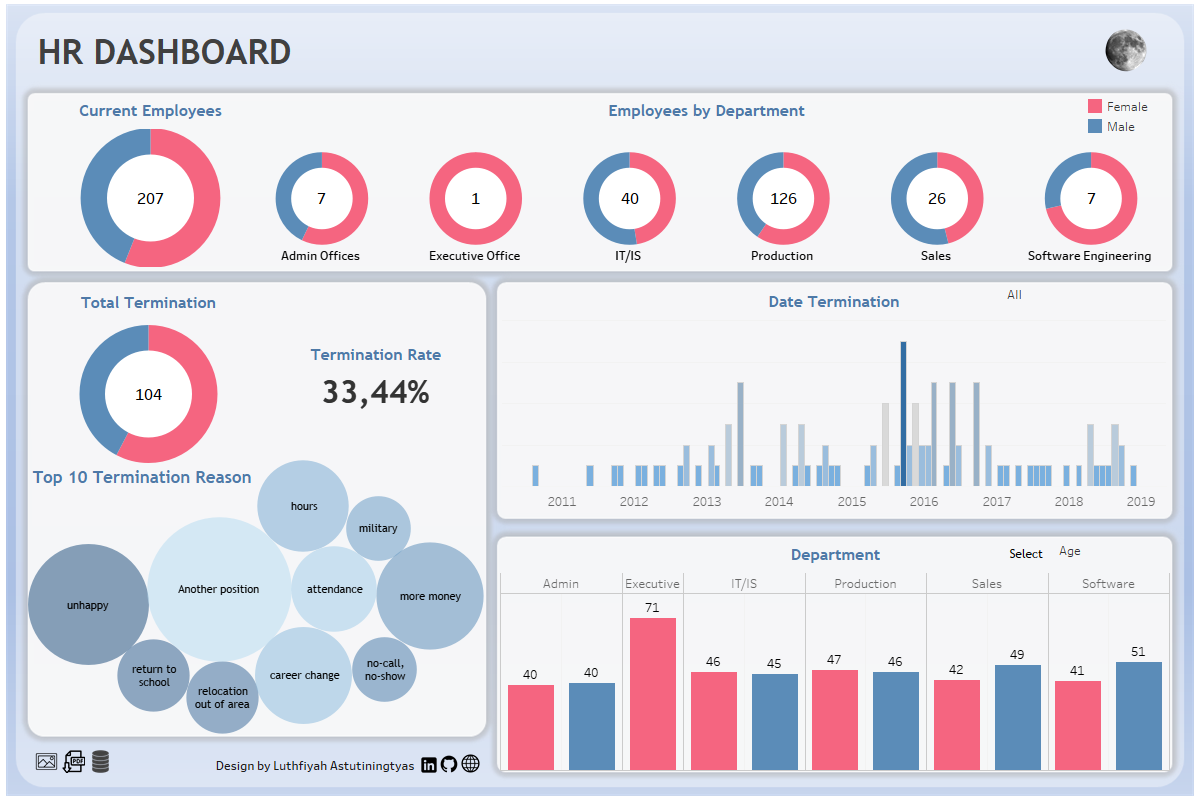 HR DASHBOARD
Current Employees
Employees by Department
Female
Male
207
7
1
40
126
26
7
Admin Offices
Executive Office
IT/IS
Production
Sales
Software Engineering
Total Termination
104
Termination Rate
33,44%
Top 10 Termination Reason
hours
military
Another position
attendance
more money
unhappy
return to
school
relocation
out of area
career change
no-call,
no-show
Date Termination
All
2011
2012
2013
2014
2015
2016
2017
2018
2019
Department
Select
Age
Admin
Executive
IT/IS
Production
Sales
Software
40
40
71
46
45
47
46
42
49
41
51
PDF
Design by Luthfiyah Astutiningtyas
in